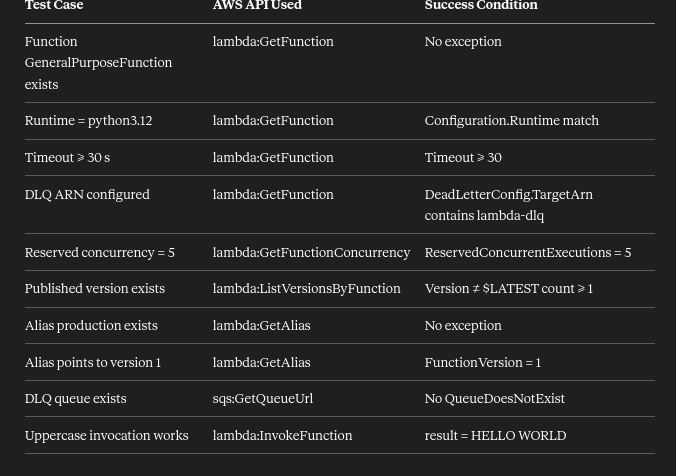 Test Case AWS API Used Success Condition
Function lambda:GetFunction No exception
GeneralPurposeFunction
exists
Runtime = python3.12 lambda:GetFunction Configuration.Runtime match
Timeout ≥ 30 s lambda:GetFunction Timeout ≥ 30
DLQ ARN configured lambda:GetFunction DeadLetterConfig.TargetArn
contains lambda-dlq
Reserved concurrency = 5 lambda:GetFunctionConcurrency ReservedConcurrentExecutions = 5
Published version exists lambda:ListVersionsByFunction Version ≠ $LATEST count ≥ 1
Alias production exists lambda:GetAlias No exception
Alias points to version 1 lambda:GetAlias FunctionVersion = 1
DLQ queue exists sqs:GetQueueUrl No QueueDoesNotExist
Uppercase invocation works lambda:InvokeFunction result = HELLO WORLD